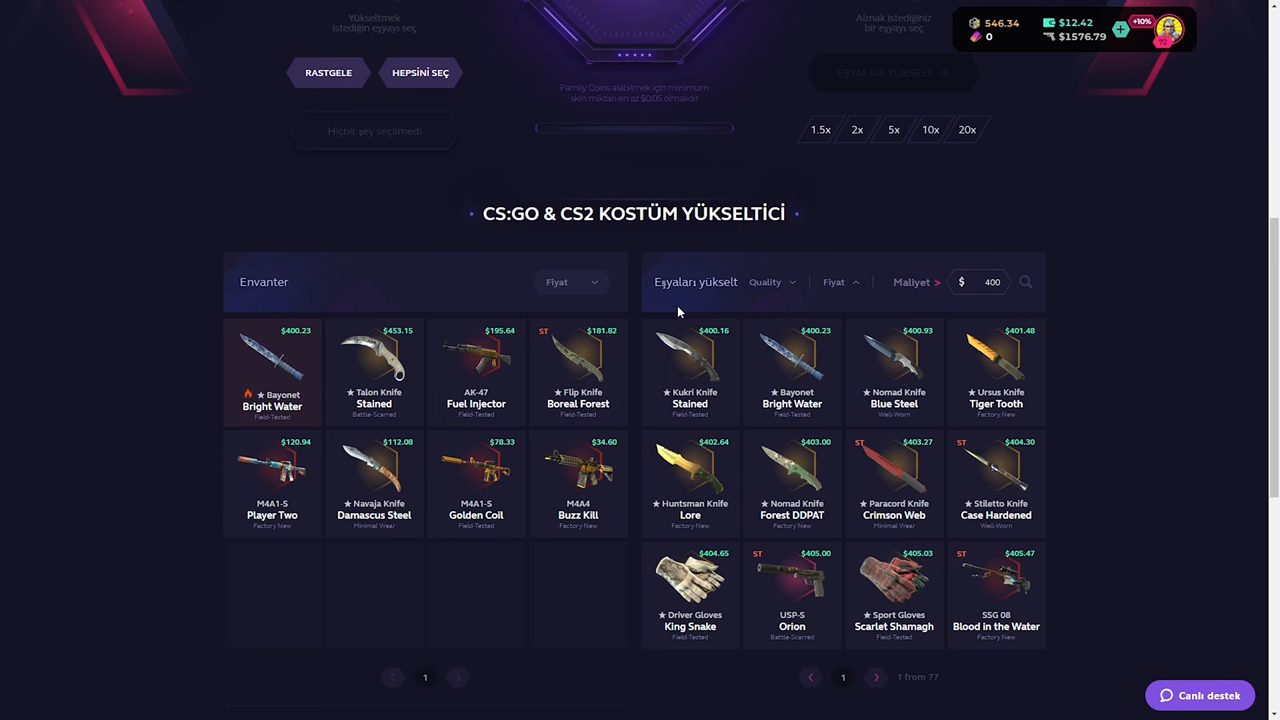 Yükseltmek
istediğin eşyayı seç
Almak istediğiniz
bir eşyayı seç
546.34
$12.42
+10%
0
$1576.79
72
RASTGELE
HEPSİNİ SEÇ
EŞYALARI YÜKSELT
Family Coins alabilmek için minimum
skin miktarı en az $0.05 olmalıdır
Hiçbir şey seçilmedi
1.5x
2x
5x
10x
20x
CS:GO & CS2 KOSTÜM YÜKSELTİCİ
Envanter
Fiyat
Eşyaları yükselt
Quality
Fiyat
Maliyet >
$ 400
$400.23
★ Bayonet
Bright Water
Field-Tested
$453.15
★ Talon Knife
Stained
Battle-Scarred
$195.64
AK-47
Fuel Injector
Field-Tested
ST
$181.82
★ Flip Knife
Boreal Forest
Field-Tested
$400.16
★ Kukri Knife
Stained
Field-Tested
$400.23
★ Bayonet
Bright Water
Field-Tested
$400.93
★ Nomad Knife
Blue Steel
Well-Worn
$401.48
★ Ursus Knife
Tiger Tooth
Factory New
$120.94
M4A1-S
Player Two
Factory New
$112.08
★ Navaja Knife
Damascus Steel
Minimal Wear
$78.33
M4A1-S
Golden Coil
Field-Tested
$34.60
M4A4
Buzz Kill
Factory New
$402.64
★ Huntsman Knife
Lore
Factory New
$403.00
★ Nomad Knife
Forest DDPAT
Factory New
ST
$403.27
★ Paracord Knife
Crimson Web
Minimal Wear
ST
$404.30
★ Stiletto Knife
Case Hardened
Well-Worn
$404.65
★ Driver Gloves
King Snake
Field-Tested
ST
$405.00
USP-S
Orion
Battle-Scarred
$405.03
★ Sport Gloves
Scarlet Shamagh
Field-Tested
ST
$405.47
SSG 08
Blood in the Water
Factory New
< 1 >
< 1 > 1 from 77
Canlı destek